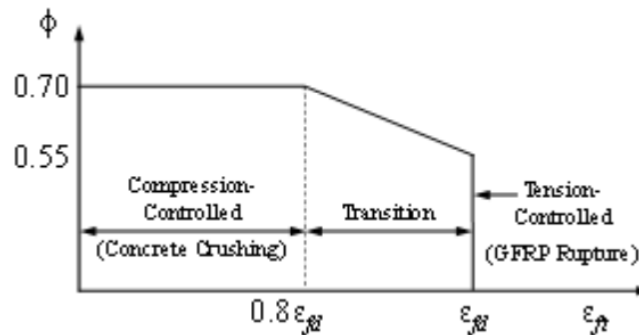 ϕ
0.70
0.55
Compression-
Controlled
(Concrete Crushing)
Transition
Tension-
Controlled
(GFRP Rupture)
0.8 ε_fd
ε_fd
ε_ft